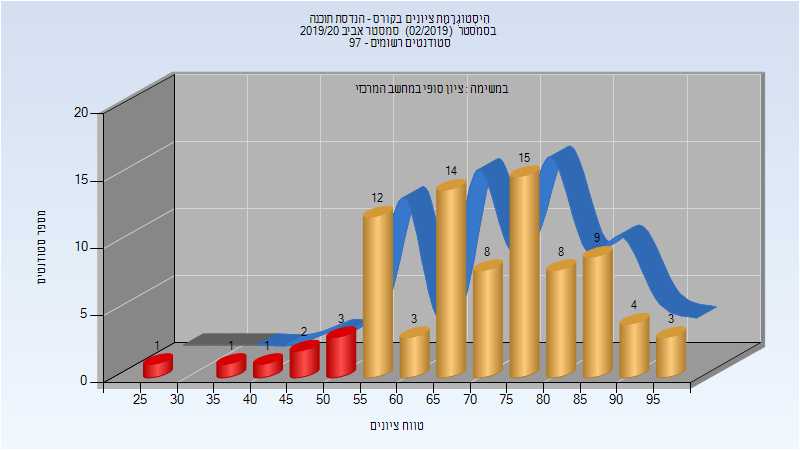 היסטוגרמת ציונים בקורס - הנדסת תוכנה
בסמסטר (02/2019) סמסטר אביב 2019/20
סטודנטים רשומים - 97
במשימה : ציון סופי במחשב המרכזי
מספר סטודנטים
20
15
10
5
0
1
1
1
2
3
12
3
14
8
15
8
9
4
3
25 30 35 40 45 50 55 60 65 70 75 80 85 90 95
טווח ציונים